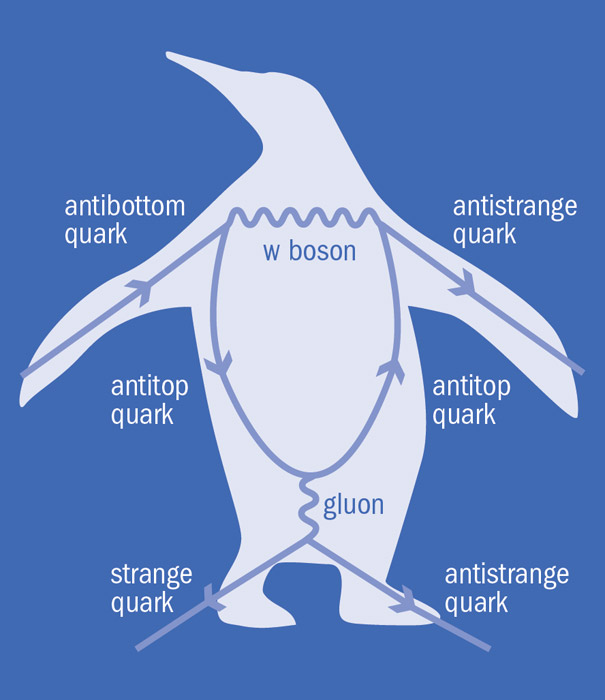 antibottom
quark
antistrange
quark
w boson
antitop
quark
antitop
quark
gluon
strange
quark
antistrange
quark